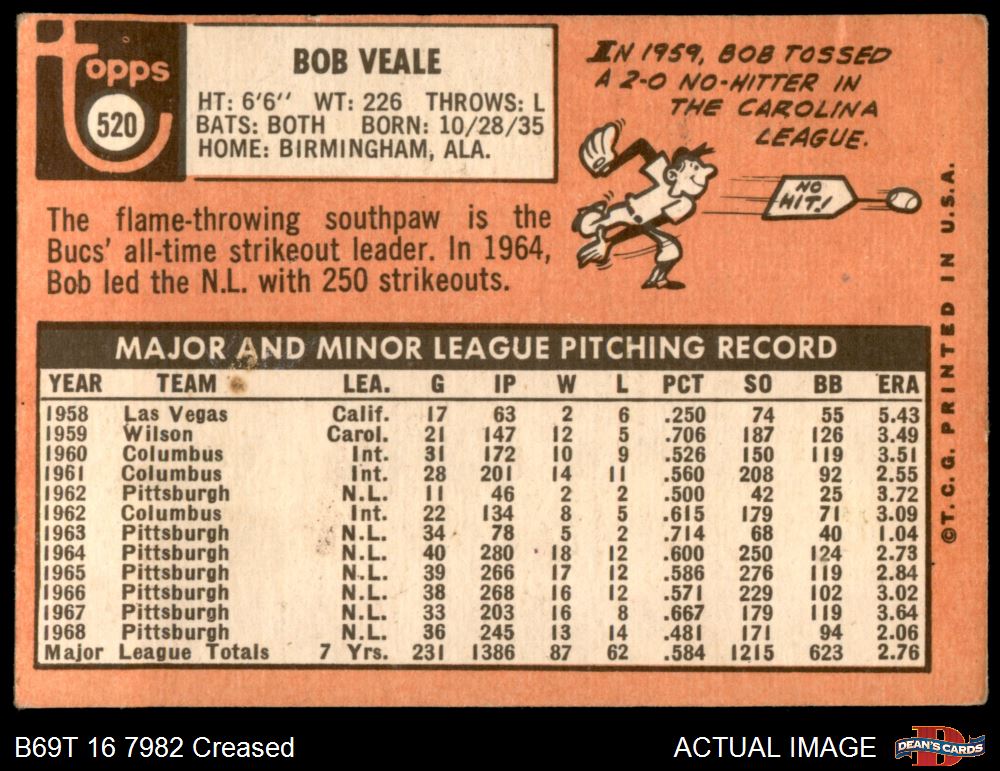 Topps
520
BOB VEALE
HT: 6'6'' WT: 226 THROWS: L
BATS: BOTH BORN: 10/28/35
HOME: BIRMINGHAM, ALA.
IN 1959, BOB TOSSED
A 2-0 NO-HITTER IN
THE CAROLINA
LEAGUE.
NO
HIT!
The flame-throwing southpaw is the
Bucs' all-time strikeout leader. In 1964,
Bob led the N.L. with 250 strikeouts.
MAJOR AND MINOR LEAGUE PITCHING RECORD
YEAR TEAM LEA. G IP W L PCT SO BB ERA
1958 Las Vegas Calif. 17 63 2 6 .250 74 55 5.43
1959 Wilson Carol. 21 147 12 5 .706 187 126 3.49
1960 Columbus Int. 31 172 10 9 .526 150 119 3.51
1961 Columbus Int. 28 201 14 11 .560 208 92 2.55
1962 Pittsburgh N.L. 11 46 2 2 .500 42 25 3.72
1962 Columbus Int. 22 134 8 5 .615 179 71 3.09
1963 Pittsburgh N.L. 34 78 5 2 .714 68 40 1.04
1964 Pittsburgh N.L. 40 280 18 12 .600 250 124 2.73
1965 Pittsburgh N.L. 39 266 17 12 .586 276 119 2.84
1966 Pittsburgh N.L. 38 268 16 12 .571 229 102 3.02
1967 Pittsburgh N.L. 33 203 16 8 .667 179 119 3.64
1968 Pittsburgh N.L. 36 245 13 14 .481 171 94 2.06
Major League Totals 7 Yrs. 231 1386 87 62 .584 1215 623 2.76
©T.C.G. PRINTED IN U.S.A.
B69T 16 7982 Creased
ACTUAL IMAGE
D
DEAN'S CARDS